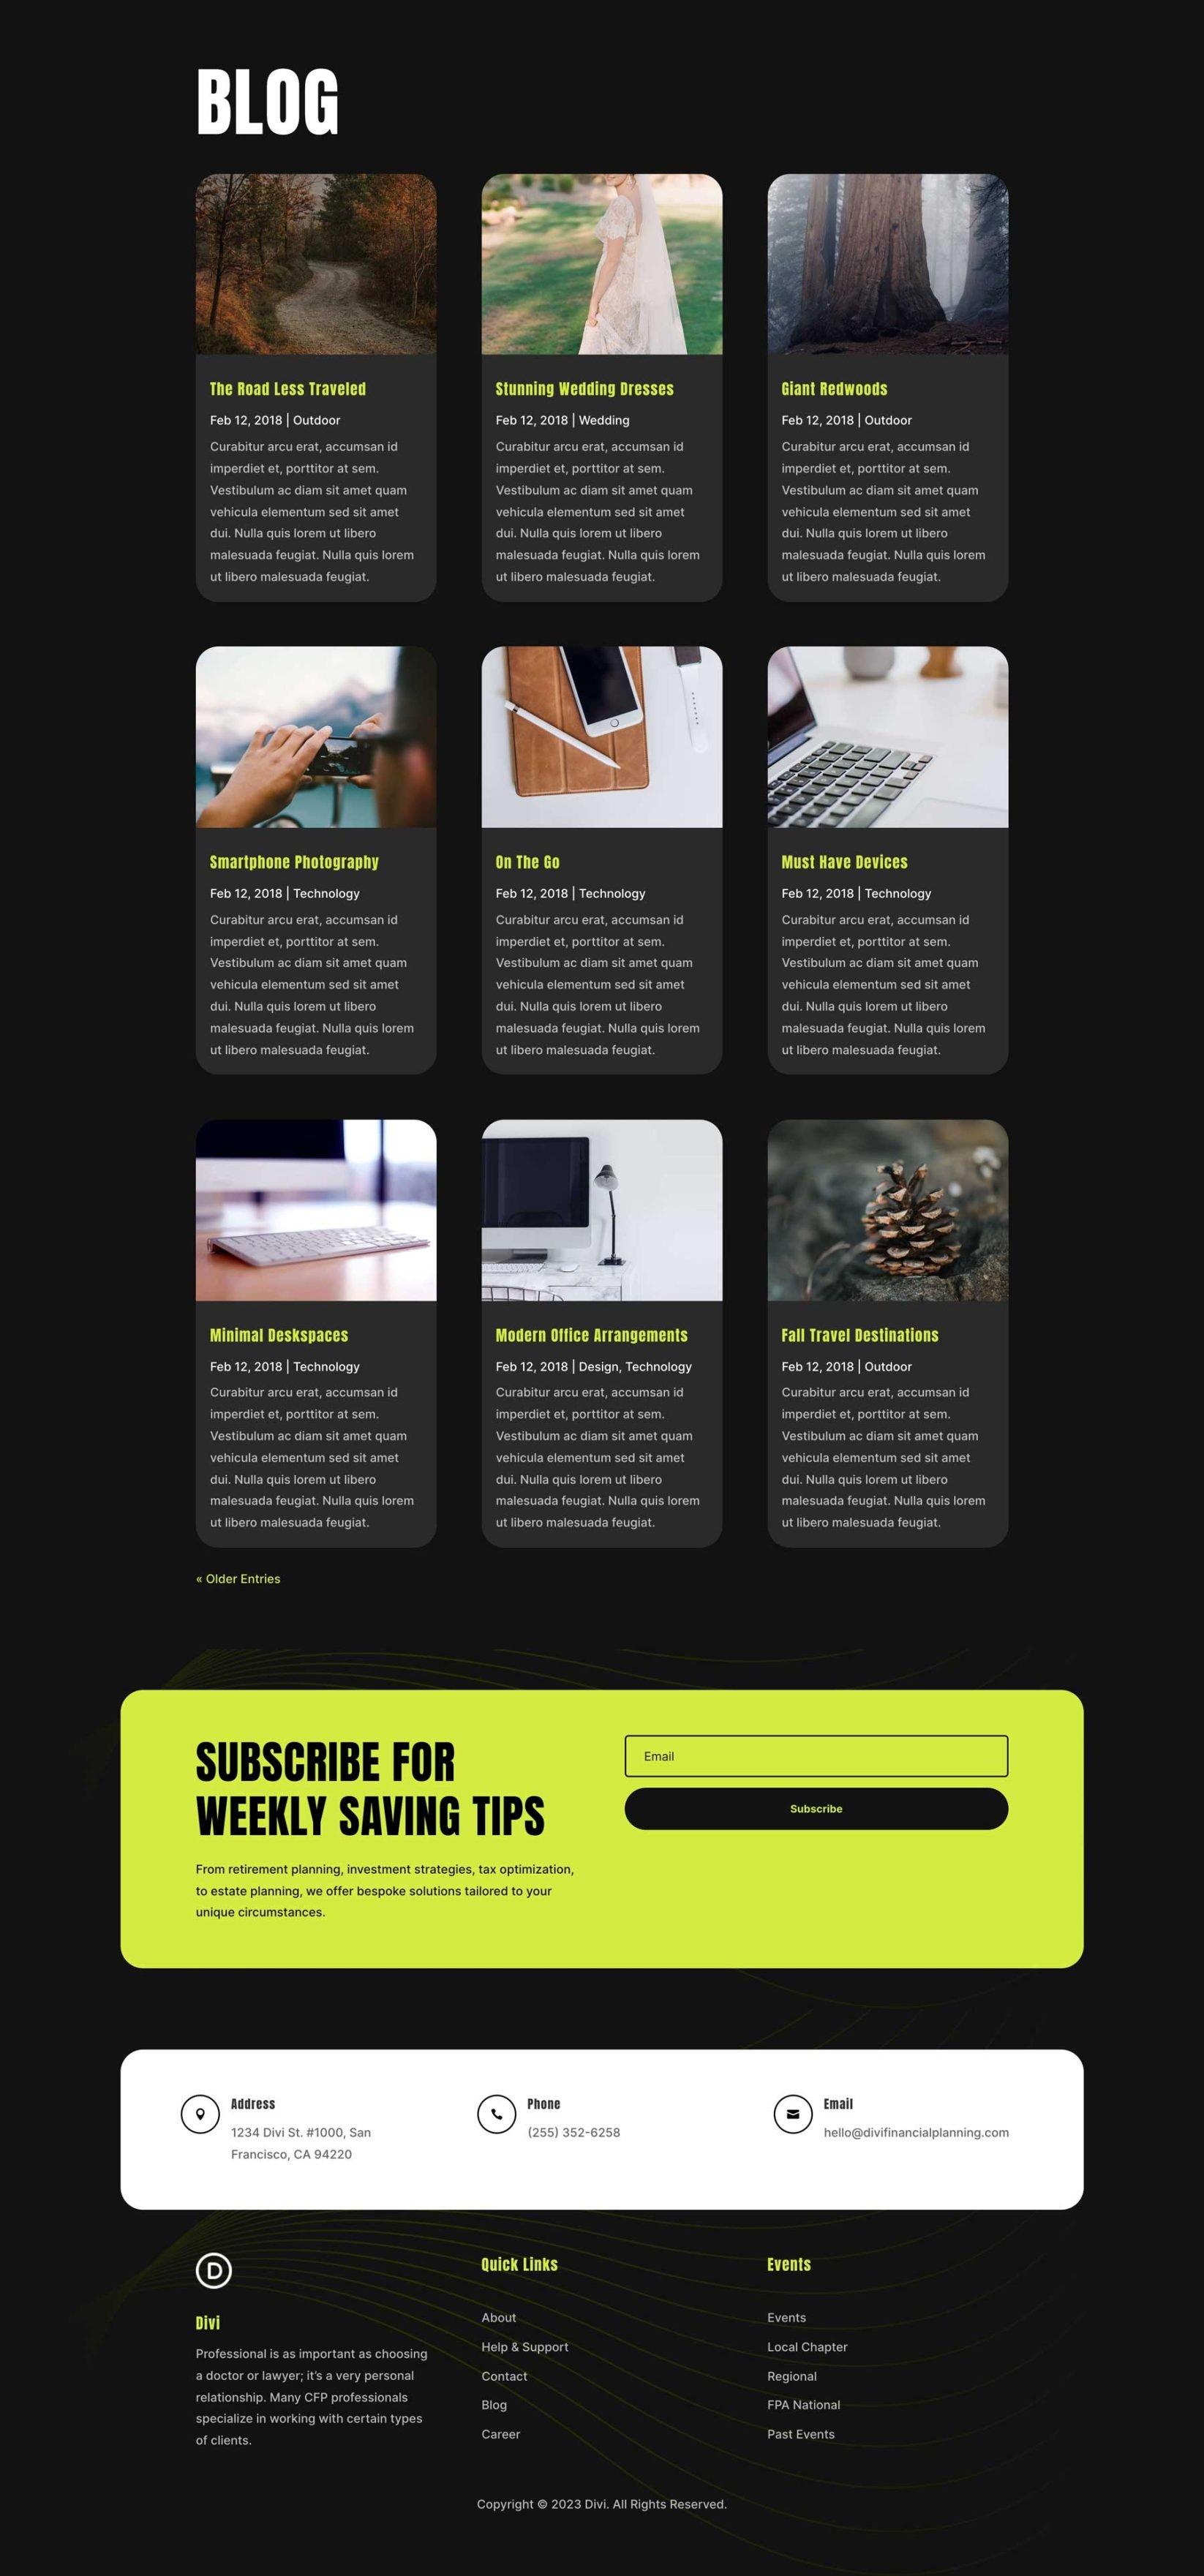 BLOG
The Road Less Traveled
Feb 12, 2018 | Outdoor
Curabitur arcu erat, accumsan id
imperdiet et, porttitor at sem.
Vestibulum ac diam sit amet quam
vehicula elementum sed sit amet
dui. Nulla quis lorem ut libero
malesuada feugiat. Nulla quis lorem
ut libero malesuada feugiat.
Stunning Wedding Dresses
Feb 12, 2018 | Wedding
Curabitur arcu erat, accumsan id
imperdiet et, porttitor at sem.
Vestibulum ac diam sit amet quam
vehicula elementum sed sit amet
dui. Nulla quis lorem ut libero
malesuada feugiat. Nulla quis lorem
ut libero malesuada feugiat.
Giant Redwoods
Feb 12, 2018 | Outdoor
Curabitur arcu erat, accumsan id
imperdiet et, porttitor at sem.
Vestibulum ac diam sit amet quam
vehicula elementum sed sit amet
dui. Nulla quis lorem ut libero
malesuada feugiat. Nulla quis lorem
ut libero malesuada feugiat.
Smartphone Photography
Feb 12, 2018 | Technology
Curabitur arcu erat, accumsan id
imperdiet et, porttitor at sem.
Vestibulum ac diam sit amet quam
vehicula elementum sed sit amet
dui. Nulla quis lorem ut libero
malesuada feugiat. Nulla quis lorem
ut libero malesuada feugiat.
On The Go
Feb 12, 2018 | Technology
Curabitur arcu erat, accumsan id
imperdiet et, porttitor at sem.
Vestibulum ac diam sit amet quam
vehicula elementum sed sit amet
dui. Nulla quis lorem ut libero
malesuada feugiat. Nulla quis lorem
ut libero malesuada feugiat.
Must Have Devices
Feb 12, 2018 | Technology
Curabitur arcu erat, accumsan id
imperdiet et, porttitor at sem.
Vestibulum ac diam sit amet quam
vehicula elementum sed sit amet
dui. Nulla quis lorem ut libero
malesuada feugiat. Nulla quis lorem
ut libero malesuada feugiat.
Minimal Deskspaces
Feb 12, 2018 | Technology
Curabitur arcu erat, accumsan id
imperdiet et, porttitor at sem.
Vestibulum ac diam sit amet quam
vehicula elementum sed sit amet
dui. Nulla quis lorem ut libero
malesuada feugiat. Nulla quis lorem
ut libero malesuada feugiat.
Modern Office Arrangements
Feb 12, 2018 | Design, Technology
Curabitur arcu erat, accumsan id
imperdiet et, porttitor at sem.
Vestibulum ac diam sit amet quam
vehicula elementum sed sit amet
dui. Nulla quis lorem ut libero
malesuada feugiat. Nulla quis lorem
ut libero malesuada feugiat.
Fall Travel Destinations
Feb 12, 2018 | Outdoor
Curabitur arcu erat, accumsan id
imperdiet et, porttitor at sem.
Vestibulum ac diam sit amet quam
vehicula elementum sed sit amet
dui. Nulla quis lorem ut libero
malesuada feugiat. Nulla quis lorem
ut libero malesuada feugiat.
« Older Entries
SUBSCRIBE FOR
WEEKLY SAVING TIPS
From retirement planning, investment strategies, tax optimization,
to estate planning, we offer bespoke solutions tailored to your
unique circumstances.
Email
Subscribe
Address
1234 Divi St. #1000, San
Francisco, CA 94220
Phone
(255) 352-6258
Email
hello@divifinancialplanning.com
D
Divi
Professional is as important as choosing
a doctor or lawyer; it's a very personal
relationship. Many CFP professionals
specialize in working with certain types
of clients.
Quick Links
About
Help & Support
Contact
Blog
Career
Events
Events
Local Chapter
Regional
FPA National
Past Events
Copyright © 2023 Divi. All Rights Reserved.